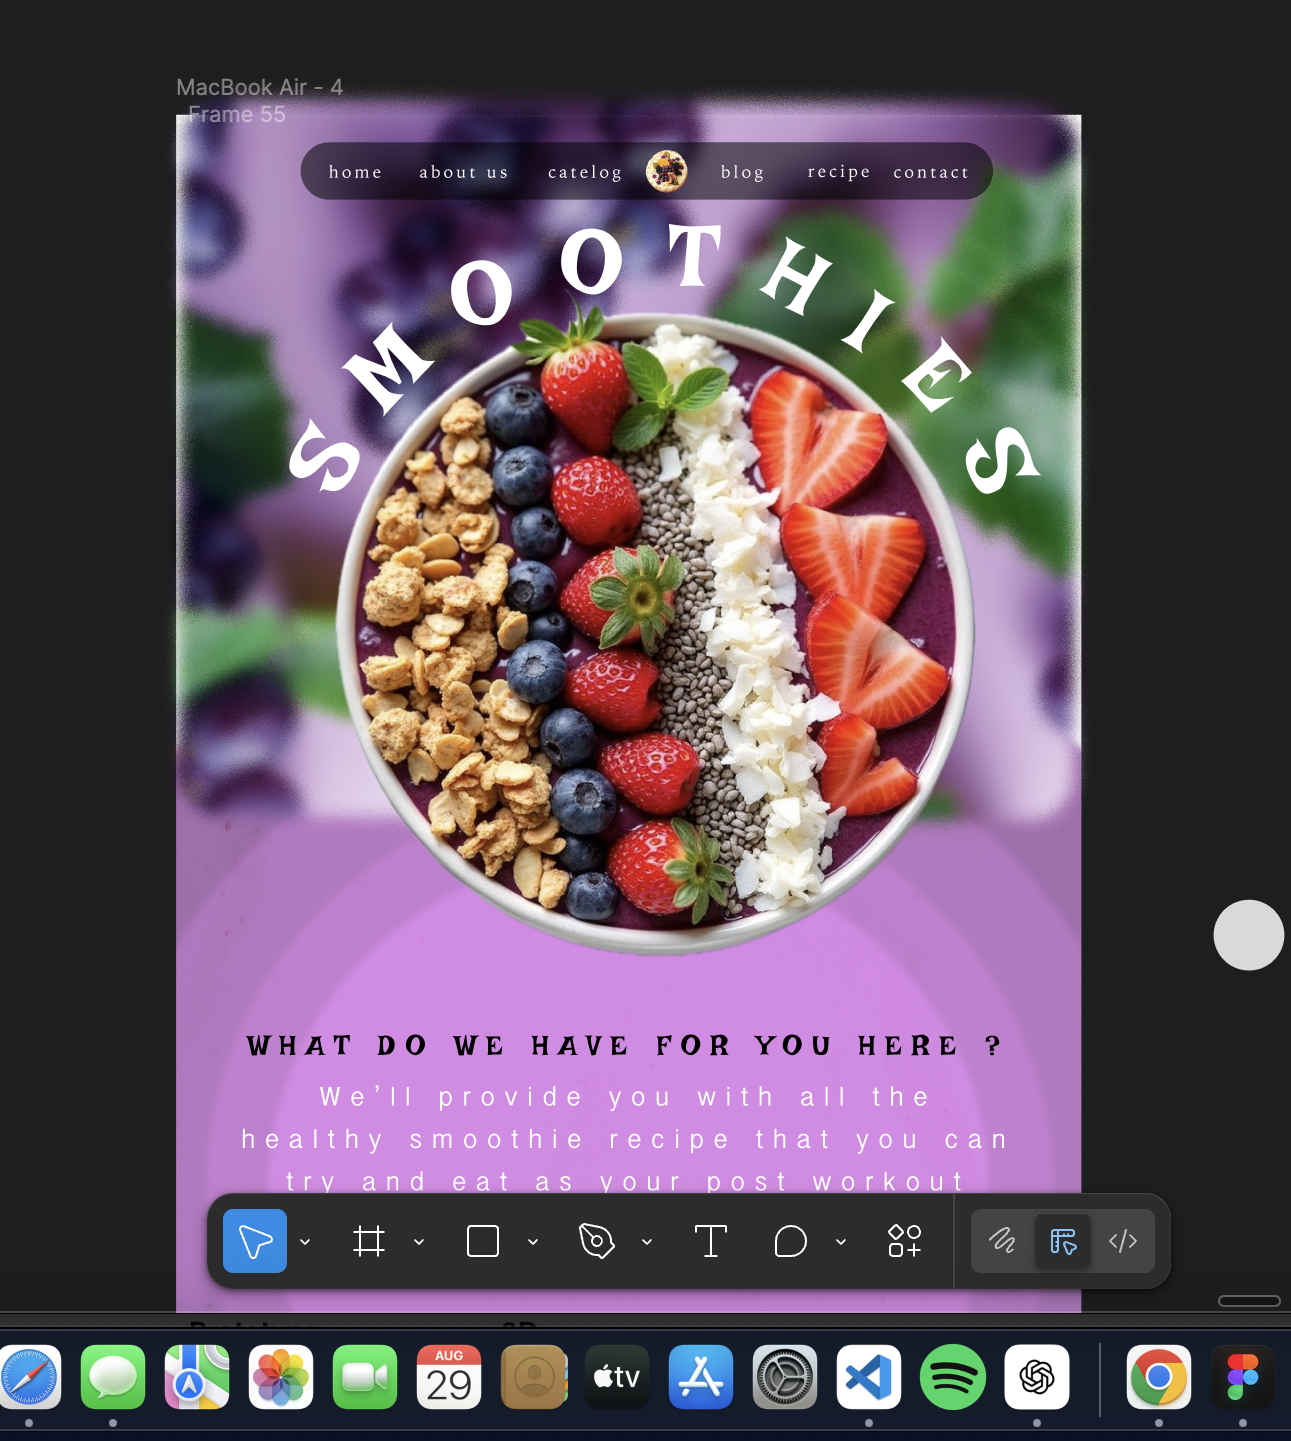 MacBook Air - 4
Frame 55
home about us catelog blog recipe contact
SMOOTHIES
WHAT DO WE HAVE FOR YOU HERE ?
We'll provide you with all the
healthy smoothie recipe that you can
try and eat as your post workout
AUG
29
tv